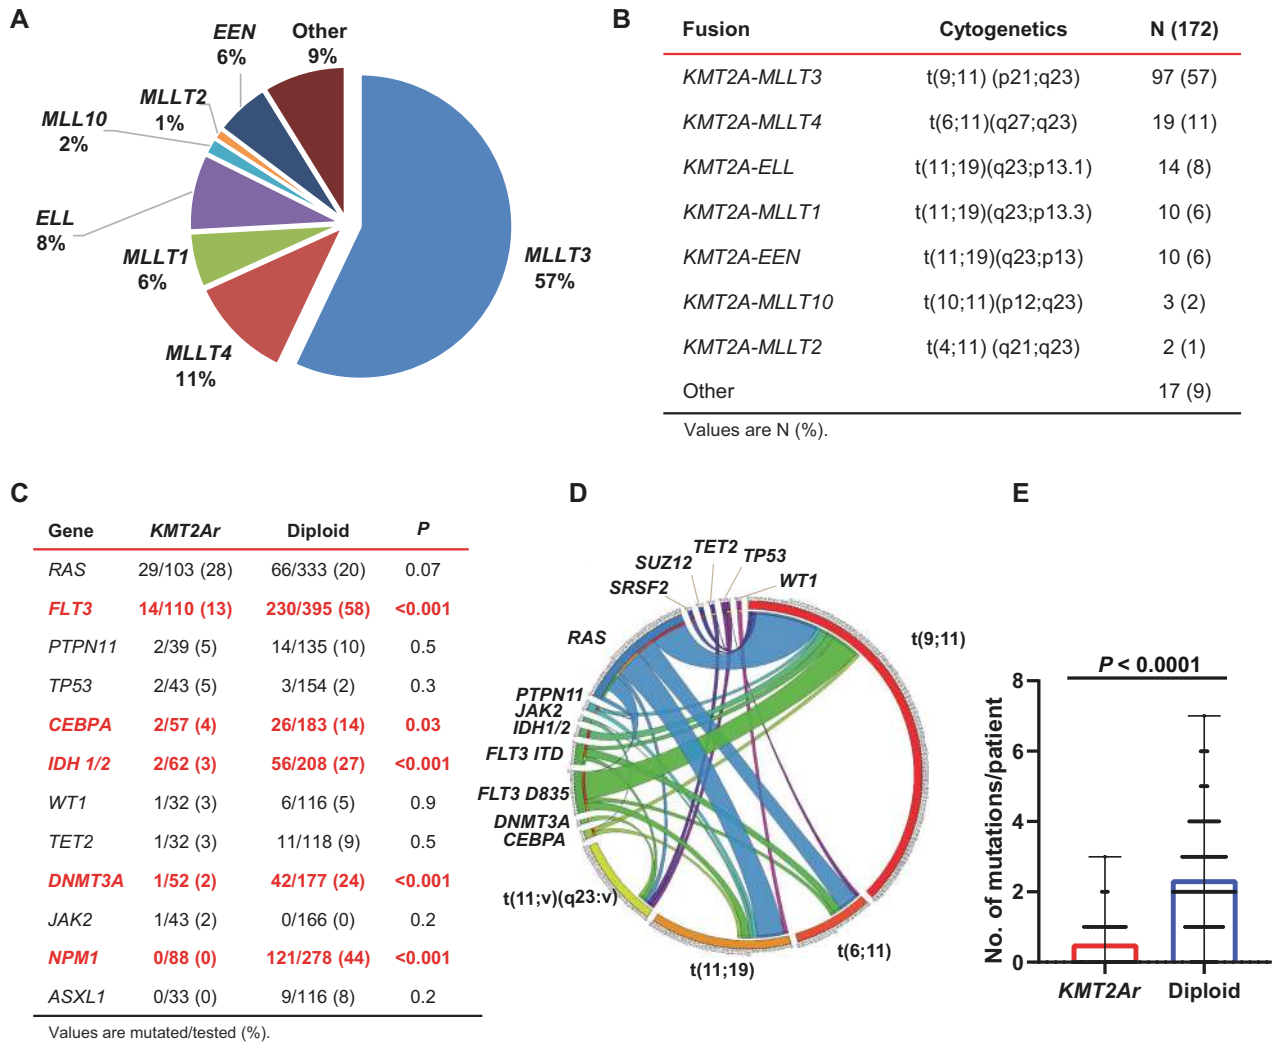 A
EEN
6%
Other
9%
MLLT2
1%
MLL10
2%
ELL
8%
MLLT1
6%
MLLT4
11%
MLLT3
57%
B
Fusion Cytogenetics N (172)
KMT2A-MLLT3 t(9;11) (p21;q23) 97 (57)
KMT2A-MLLT4 t(6;11)(q27;q23) 19 (11)
KMT2A-ELL t(11;19)(q23;p13.1) 14 (8)
KMT2A-MLLT1 t(11;19)(q23;p13.3) 10 (6)
KMT2A-EEN t(11;19)(q23;p13) 10 (6)
KMT2A-MLLT10 t(10;11)(p12;q23) 3 (2)
KMT2A-MLLT2 t(4;11) (q21;q23) 2 (1)
Other 17 (9)
Values are N (%).
C
Gene KMT2Ar Diploid P
RAS 29/103 (28) 66/333 (20) 0.07
FLT3 14/110 (13) 230/395 (58) <0.001
PTPN11 2/39 (5) 14/135 (10) 0.5
TP53 2/43 (5) 3/154 (2) 0.3
CEBPA 2/57 (4) 26/183 (14) 0.03
IDH 1/2 2/62 (3) 56/208 (27) <0.001
WT1 1/32 (3) 6/116 (5) 0.9
TET2 1/32 (3) 11/118 (9) 0.5
DNMT3A 1/52 (2) 42/177 (24) <0.001
JAK2 1/43 (2) 0/166 (0) 0.2
NPM1 0/88 (0) 121/278 (44) <0.001
ASXL1 0/33 (0) 9/116 (8) 0.2
Values are mutated/tested (%).
D
TET2
SUZ12
TP53
SRSF2
WT1
RAS
t(9;11)
PTPN11
JAK2
IDH1/2
FLT3 ITD
FLT3 D835
DNMT3A
CEBPA
t(11;v)(q23:v)
t(11;19)
t(6;11)
E
P < 0.0001
No. of mutations/patient
8
6
4
2
0
KMT2Ar Diploid